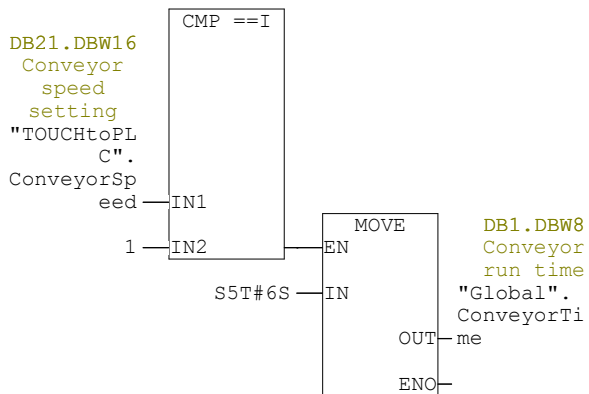 CMP ==I
DB21.DBW16
Conveyor
speed
setting
"TOUCHtoPL
C".
ConveyorSp
eed IN1
1 IN2
MOVE
EN
S5T#6S IN
DB1.DBW8
Conveyor
run time
"Global".
ConveyorTi
OUT me
ENO